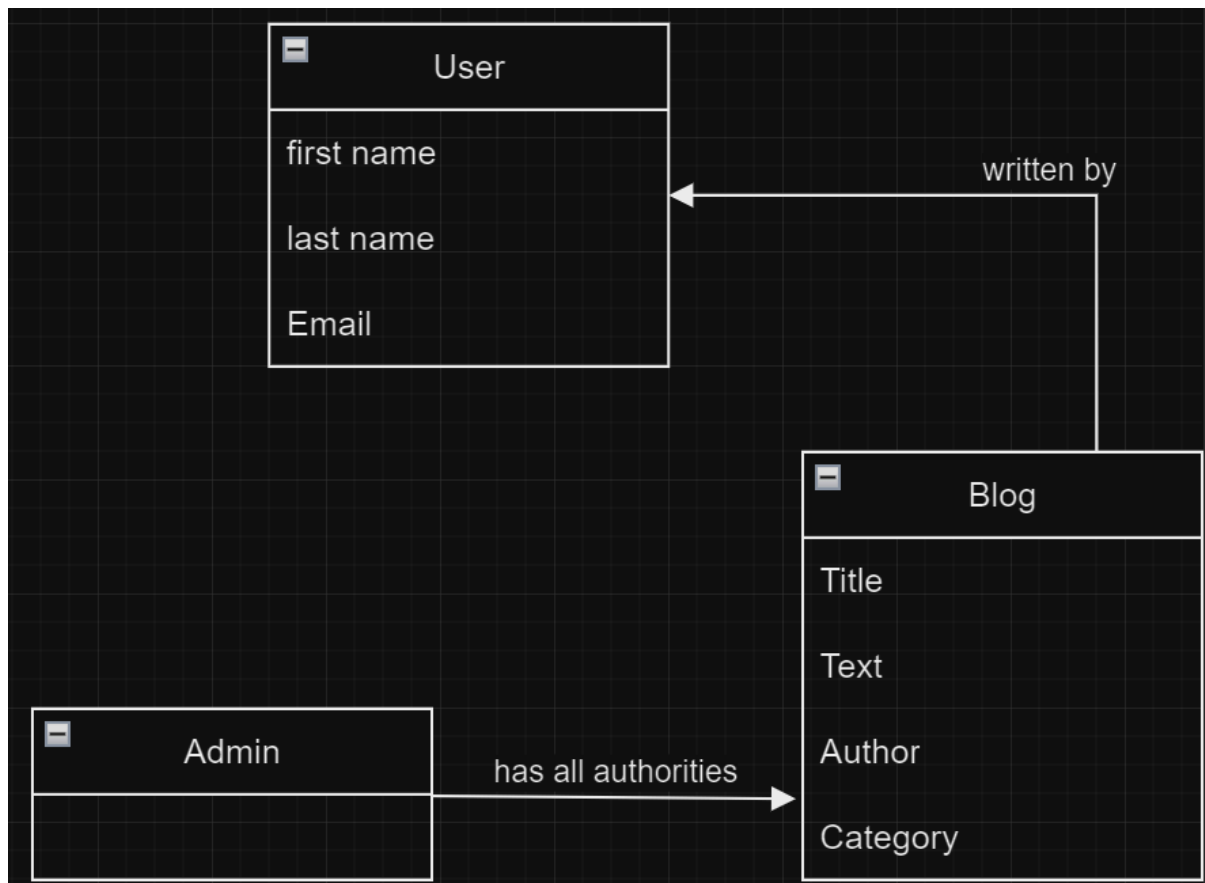 User
first name
last name
Email
written by
Blog
Title
Text
Author
Category
Admin
has all authorities